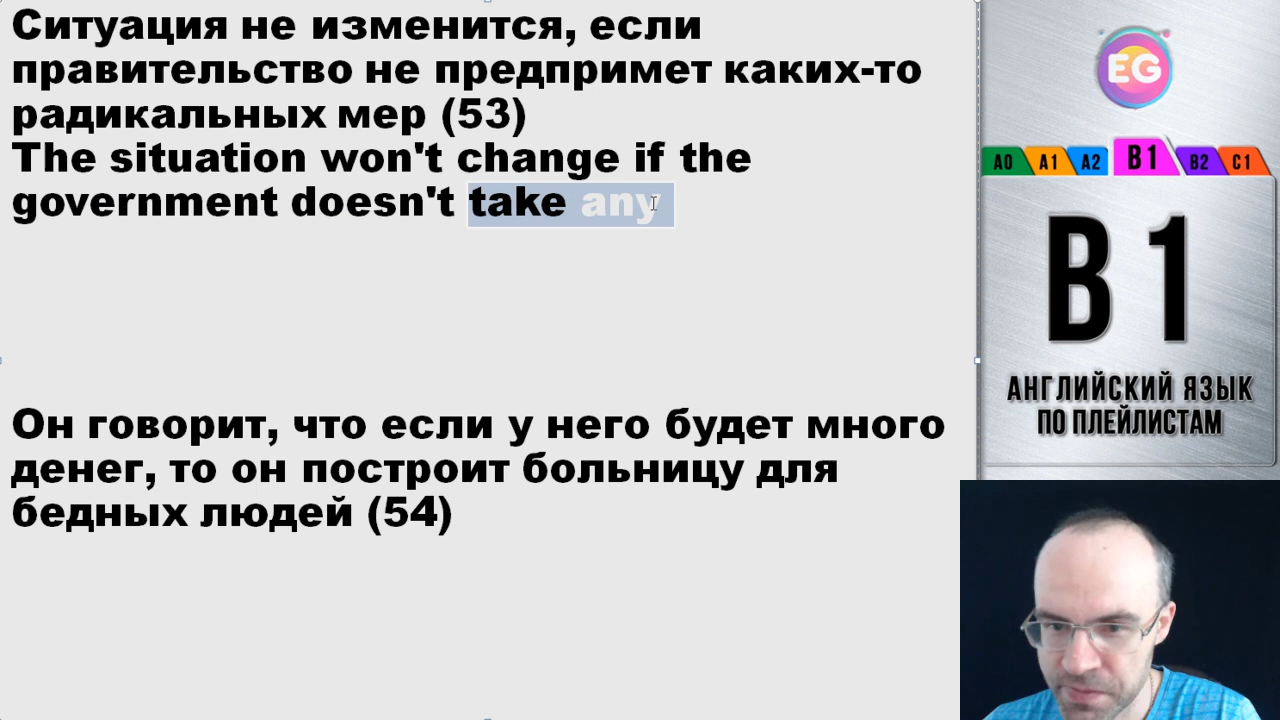 Ситуация не изменится, если
правительство не предпримет каких-то
радикальных мер (53)
The situation won't change if the
government doesn't take any
Он говорит, что если у него будет много
денег, то он построит больницу для
бедных людей (54)
EG
A0 A1 A2 B1 B2 C1
B1
АНГЛИЙСКИЙ ЯЗЫК
ПО ПЛЕЙЛИСТАМ